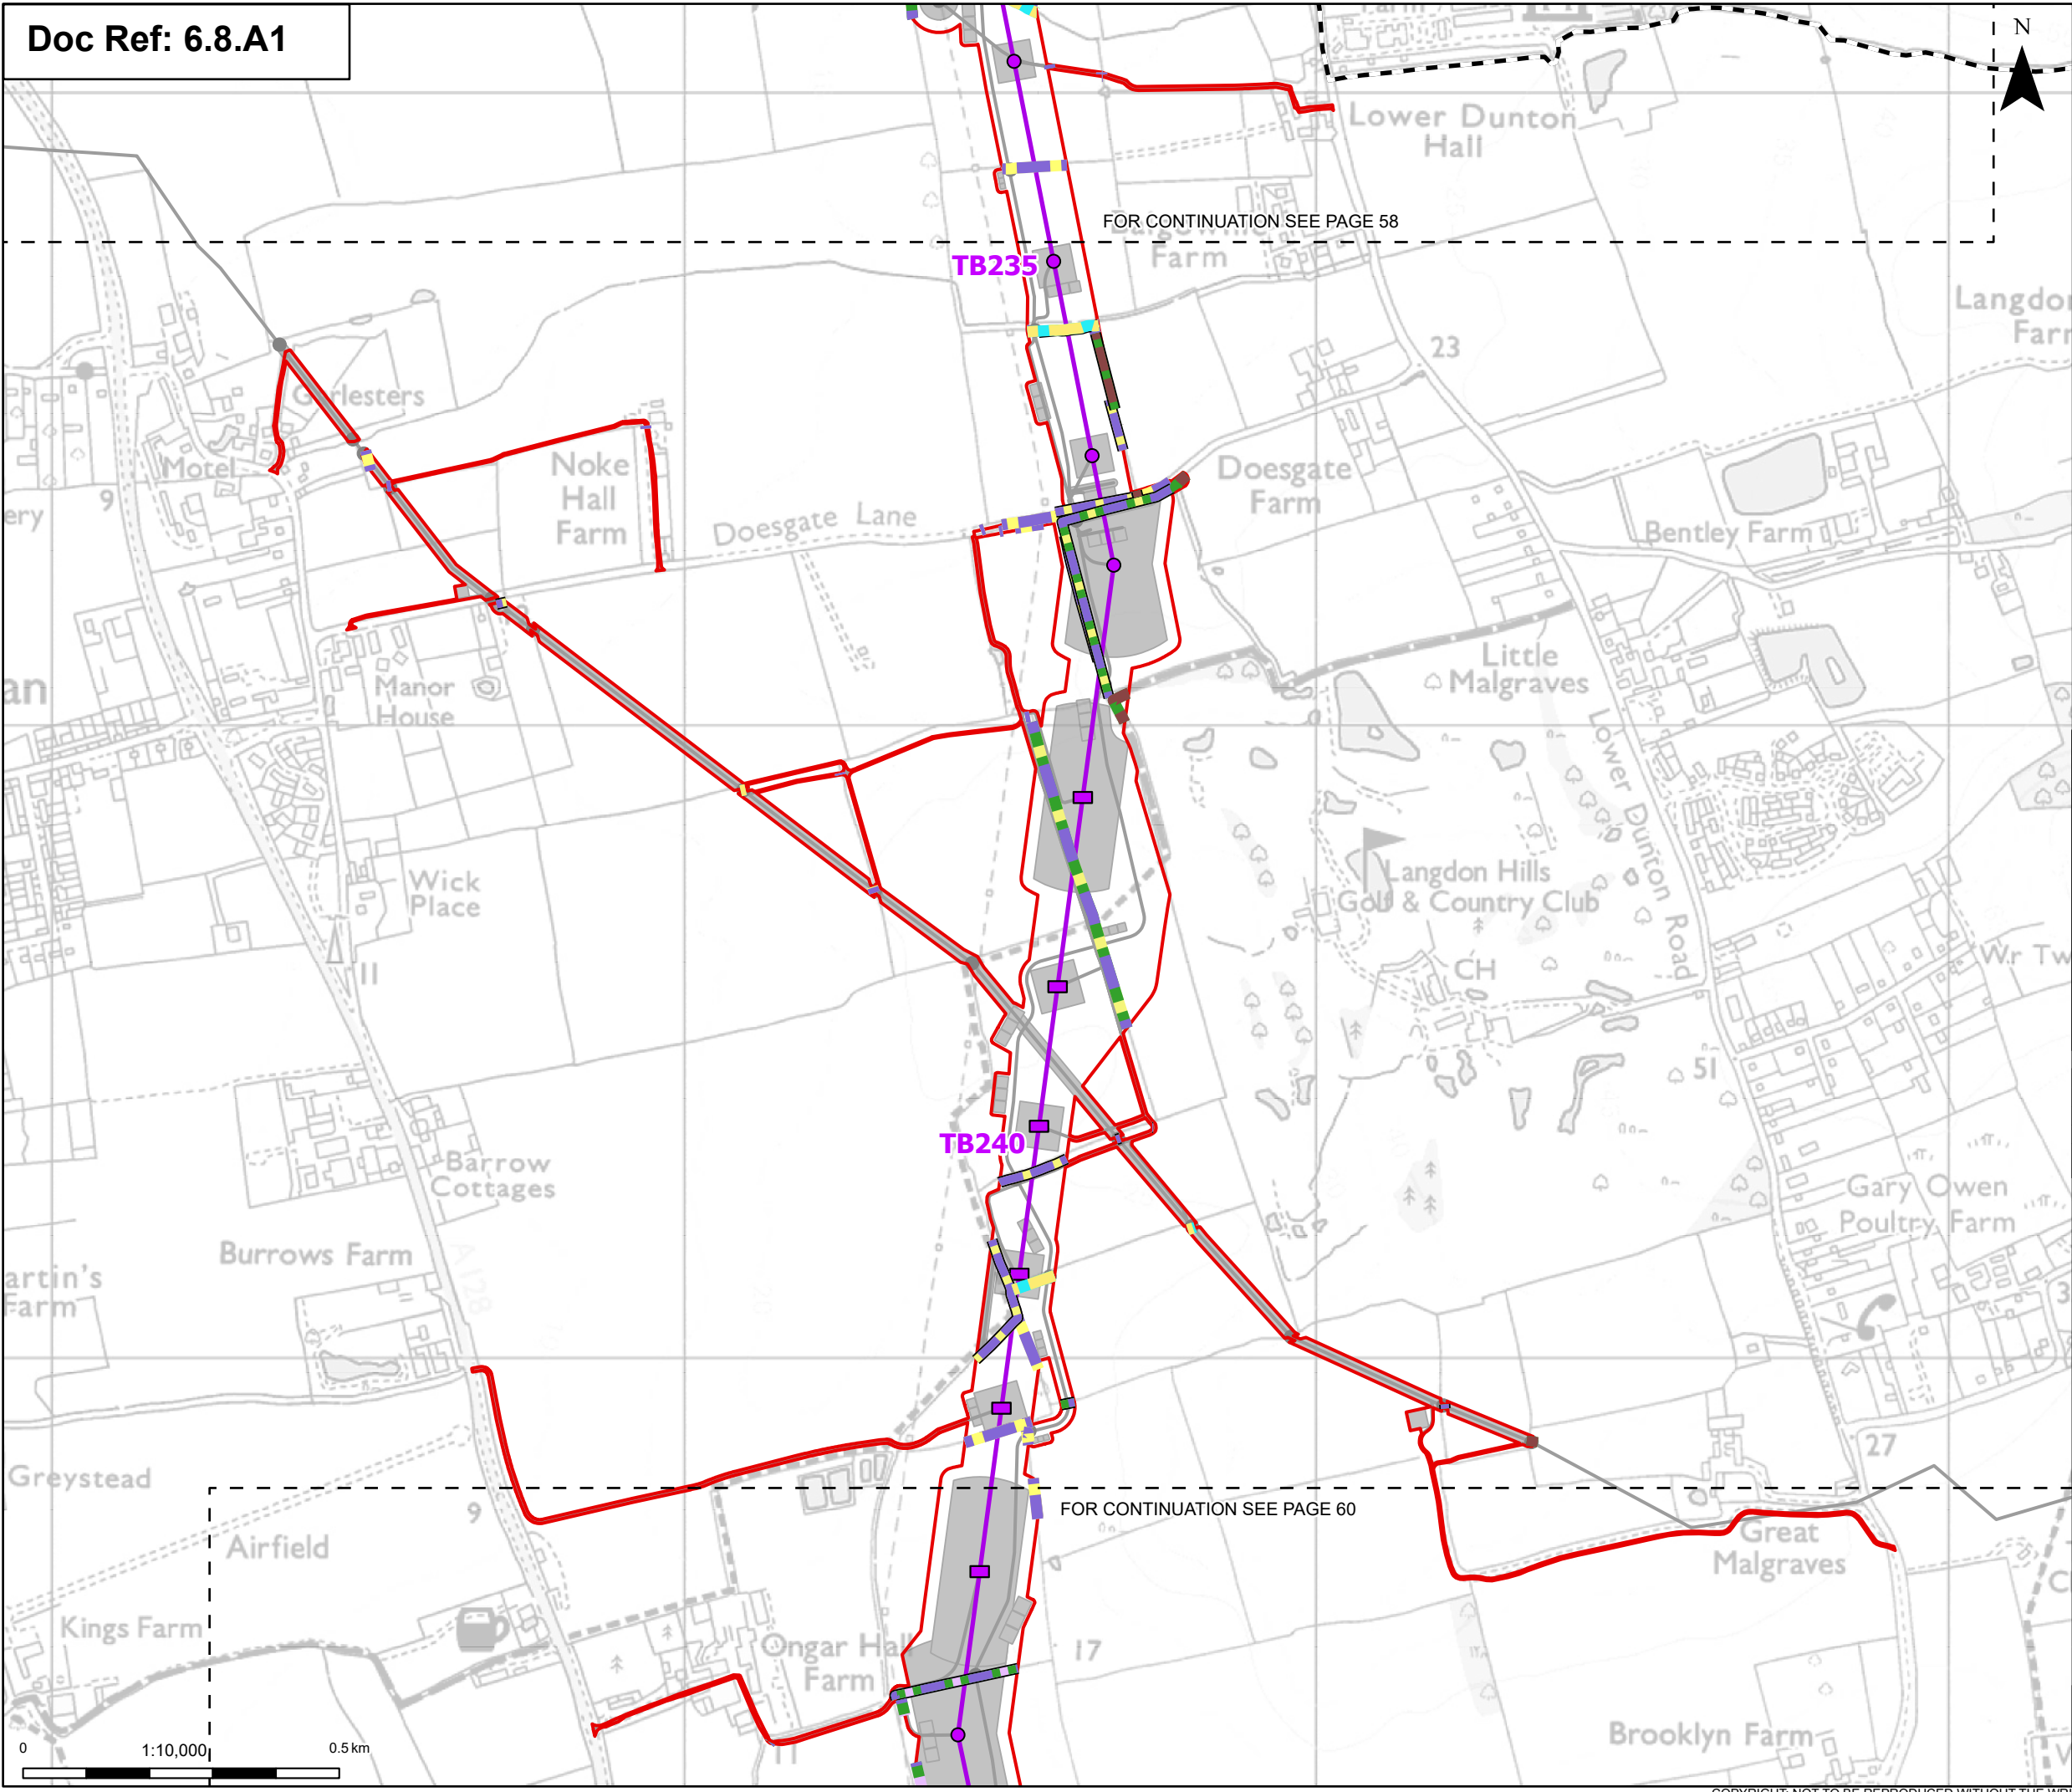 Doc Ref: 6.8.A1
N
Lower Dunton
Hall
FOR CONTINUATION SEE PAGE 58
Farm
TB235
Langdon
Farm
23
Motel
9
Noke
Hall
Farm
Doesgate Lane
Doesgate
Farm
Bentley Farm
Manor
House
Little
Malgraves
Lower Dunton Road
Wick
Place
11
Langdon Hills
Golf & Country Club
CH
51
TB240
Barrow
Cottages
Gary Owen
Poultry Farm
Burrows Farm
A128
Farm
Greystead
27
9
FOR CONTINUATION SEE PAGE 60
Airfield
Great
Malgraves
Kings Farm
Ongar Hall
Farm
17
11
Brooklyn Farm
0 1:10,000 0.5 km